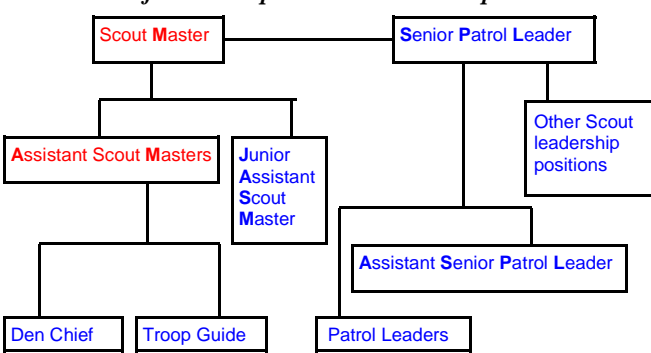 Scout Master
Senior Patrol Leader
Other Scout
leadership
positions
Assistant Scout Masters
Junior
Assistant
Scout
Master
Assistant Senior Patrol Leader
Den Chief
Troop Guide
Patrol Leaders